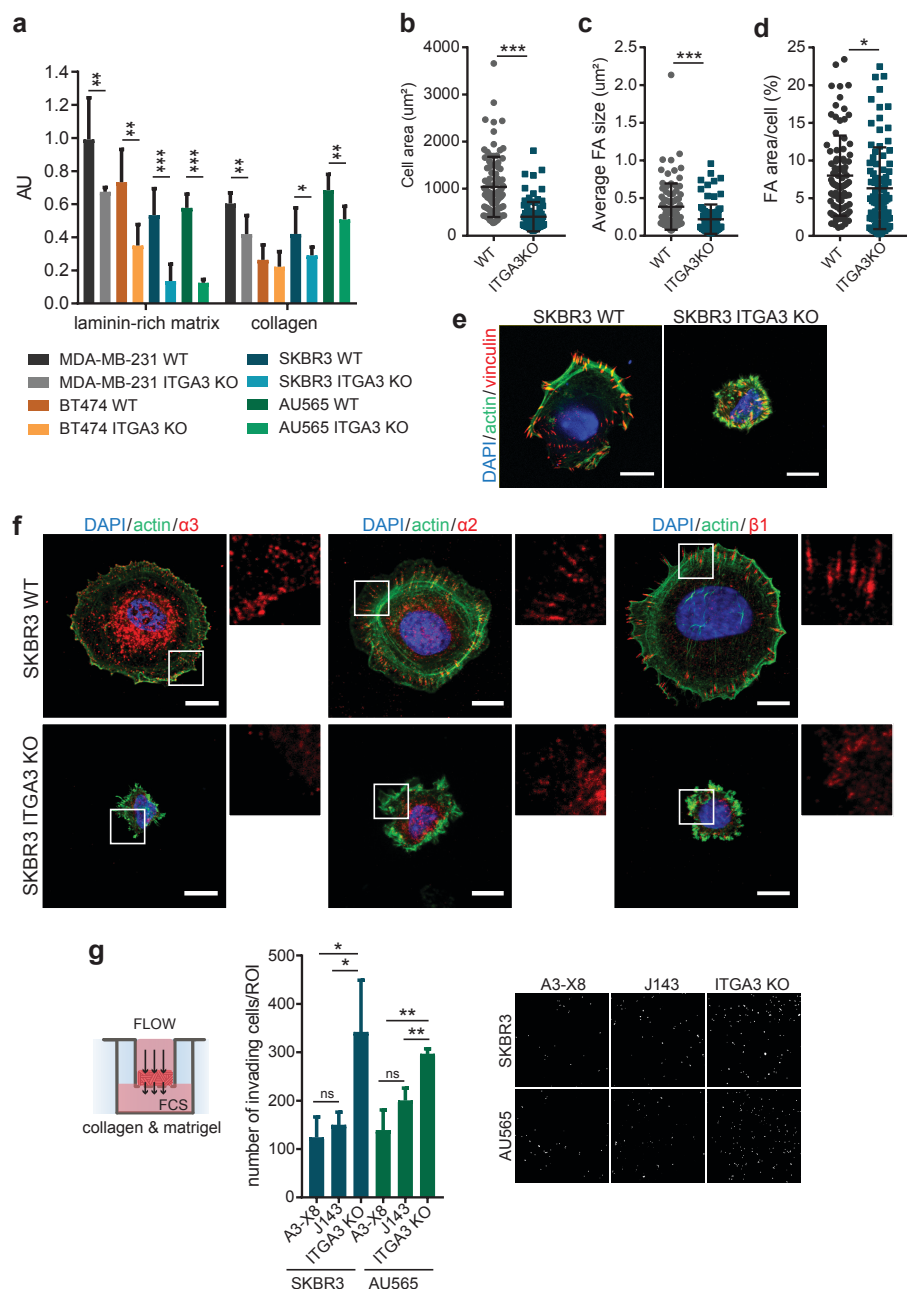 a
AU
1.4
1.2
1.0
0.8
0.6
0.4
0.2
0.0
**
**
***
***
**
*
**
laminin-rich matrix
collagen
MDA-MB-231 WT
MDA-MB-231 ITGA3 KO
BT474 WT
BT474 ITGA3 KO
SKBR3 WT
SKBR3 ITGA3 KO
AU565 WT
AU565 ITGA3 KO
b
Cell area (um²)
4000
3000
2000
1000
0
***
WT
ITGA3KO
c
Average FA size (um²)
2.5
2.0
1.5
1.0
0.5
0.0
***
WT
ITGA3KO
d
FA area/cell (%)
25
20
15
10
5
0
*
WT
ITGA3KO
e
SKBR3 WT
SKBR3 ITGA3 KO
DAPI/actin/vinculin
f
DAPI/actin/α3
DAPI/actin/α2
DAPI/actin/β1
SKBR3 WT
SKBR3 ITGA3 KO
g
FLOW
FCS
collagen & matrigel
number of invading cells/ROI
500
400
300
200
100
0
*
*
ns
**
**
ns
A3-X8
J143
ITGA3 KO
A3-X8
J143
ITGA3 KO
SKBR3
AU565
A3-X8
J143
ITGA3 KO
SKBR3
AU565